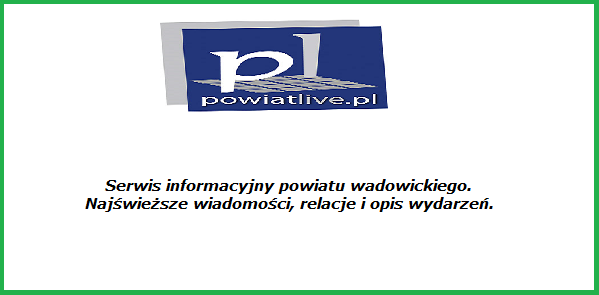 pl
powiatlive.pl
Serwis informacyjny powiatu wadowickiego.
Najświeższe wiadomości, relacje i opis wydarzeń.